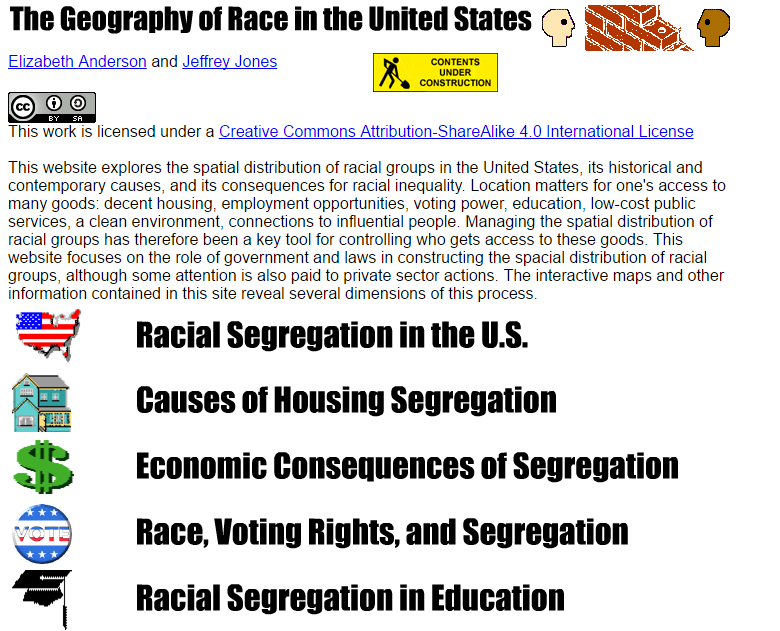 The Geography of Race in the United States
Elizabeth Anderson and Jeffrey Jones
CONTENTS
UNDER
CONSTRUCTION
cc
BY SA
This work is licensed under a Creative Commons Attribution-ShareAlike 4.0 International License
This website explores the spatial distribution of racial groups in the United States, its historical and
contemporary causes, and its consequences for racial inequality. Location matters for one's access to
many goods: decent housing, employment opportunities, voting power, education, low-cost public
services, a clean environment, connections to influential people. Managing the spatial distribution of
racial groups has therefore been a key tool for controlling who gets access to these goods. This
website focuses on the role of government and laws in constructing the spacial distribution of racial
groups, although some attention is also paid to private sector actions. The interactive maps and other
information contained in this site reveal several dimensions of this process.
Racial Segregation in the U.S.
Causes of Housing Segregation
$
Economic Consequences of Segregation
VOTE
Race, Voting Rights, and Segregation
Racial Segregation in Education